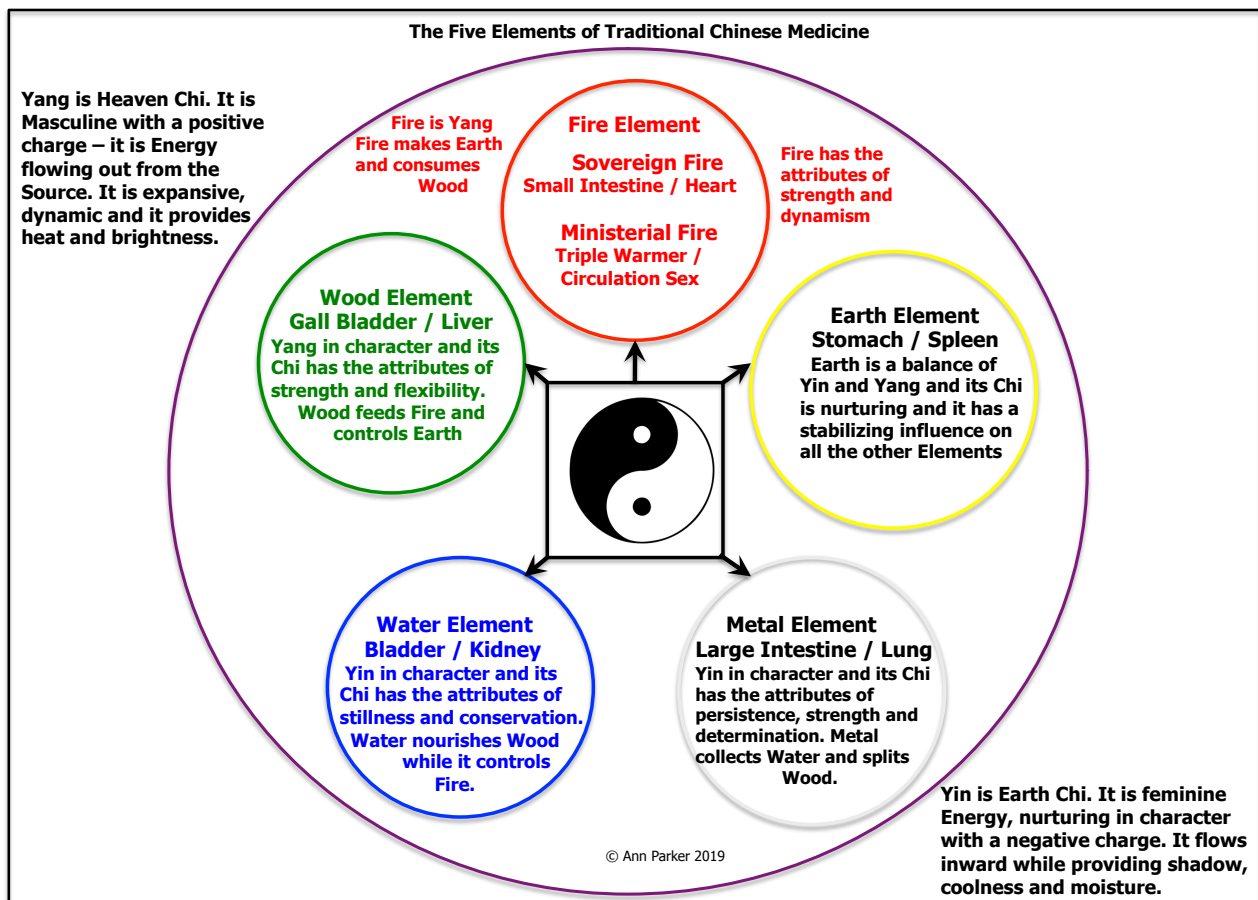 The Five Elements of Traditional Chinese Medicine
Yang is Heaven Chi. It is
Masculine with a positive
charge – it is Energy
flowing out from the
Source. It is expansive,
dynamic and it provides
heat and brightness.
Fire is Yang
Fire makes Earth
and consumes
Wood
Fire Element
Sovereign Fire
Small Intestine / Heart
Ministerial Fire
Triple Warmer /
Circulation Sex
Fire has the
attributes of
strength and
dynamism
Wood Element
Gall Bladder / Liver
Yang in character and its
Chi has the attributes of
strength and flexibility.
Wood feeds Fire and
controls Earth
Earth Element
Stomach / Spleen
Earth is a balance of
Yin and Yang and its Chi
is nurturing and it has a
stabilizing influence on
all the other Elements
Water Element
Bladder / Kidney
Yin in character and its
Chi has the attributes of
stillness and conservation.
Water nourishes Wood
while it controls
Fire.
Metal Element
Large Intestine / Lung
Yin in character and its Chi
has the attributes of
persistence, strength and
determination. Metal
collects Water and splits
Wood.
Yin is Earth Chi. It is feminine
Energy, nurturing in character
with a negative charge. It flows
inward while providing shadow,
coolness and moisture.
© Ann Parker 2019